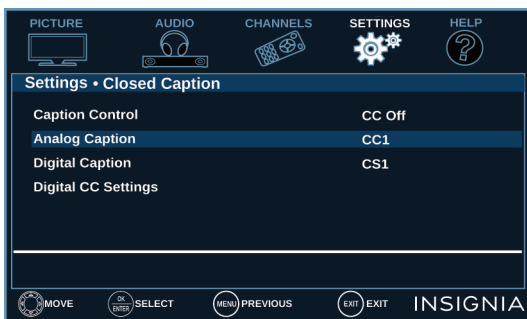 PICTURE AUDIO CHANNELS SETTINGS HELP
?
Settings • Closed Caption
Caption Control CC Off
Analog Caption CC1
Digital Caption CS1
Digital CC Settings
MOVE OK ENTER SELECT MENU PREVIOUS EXIT EXIT INSIGNIA